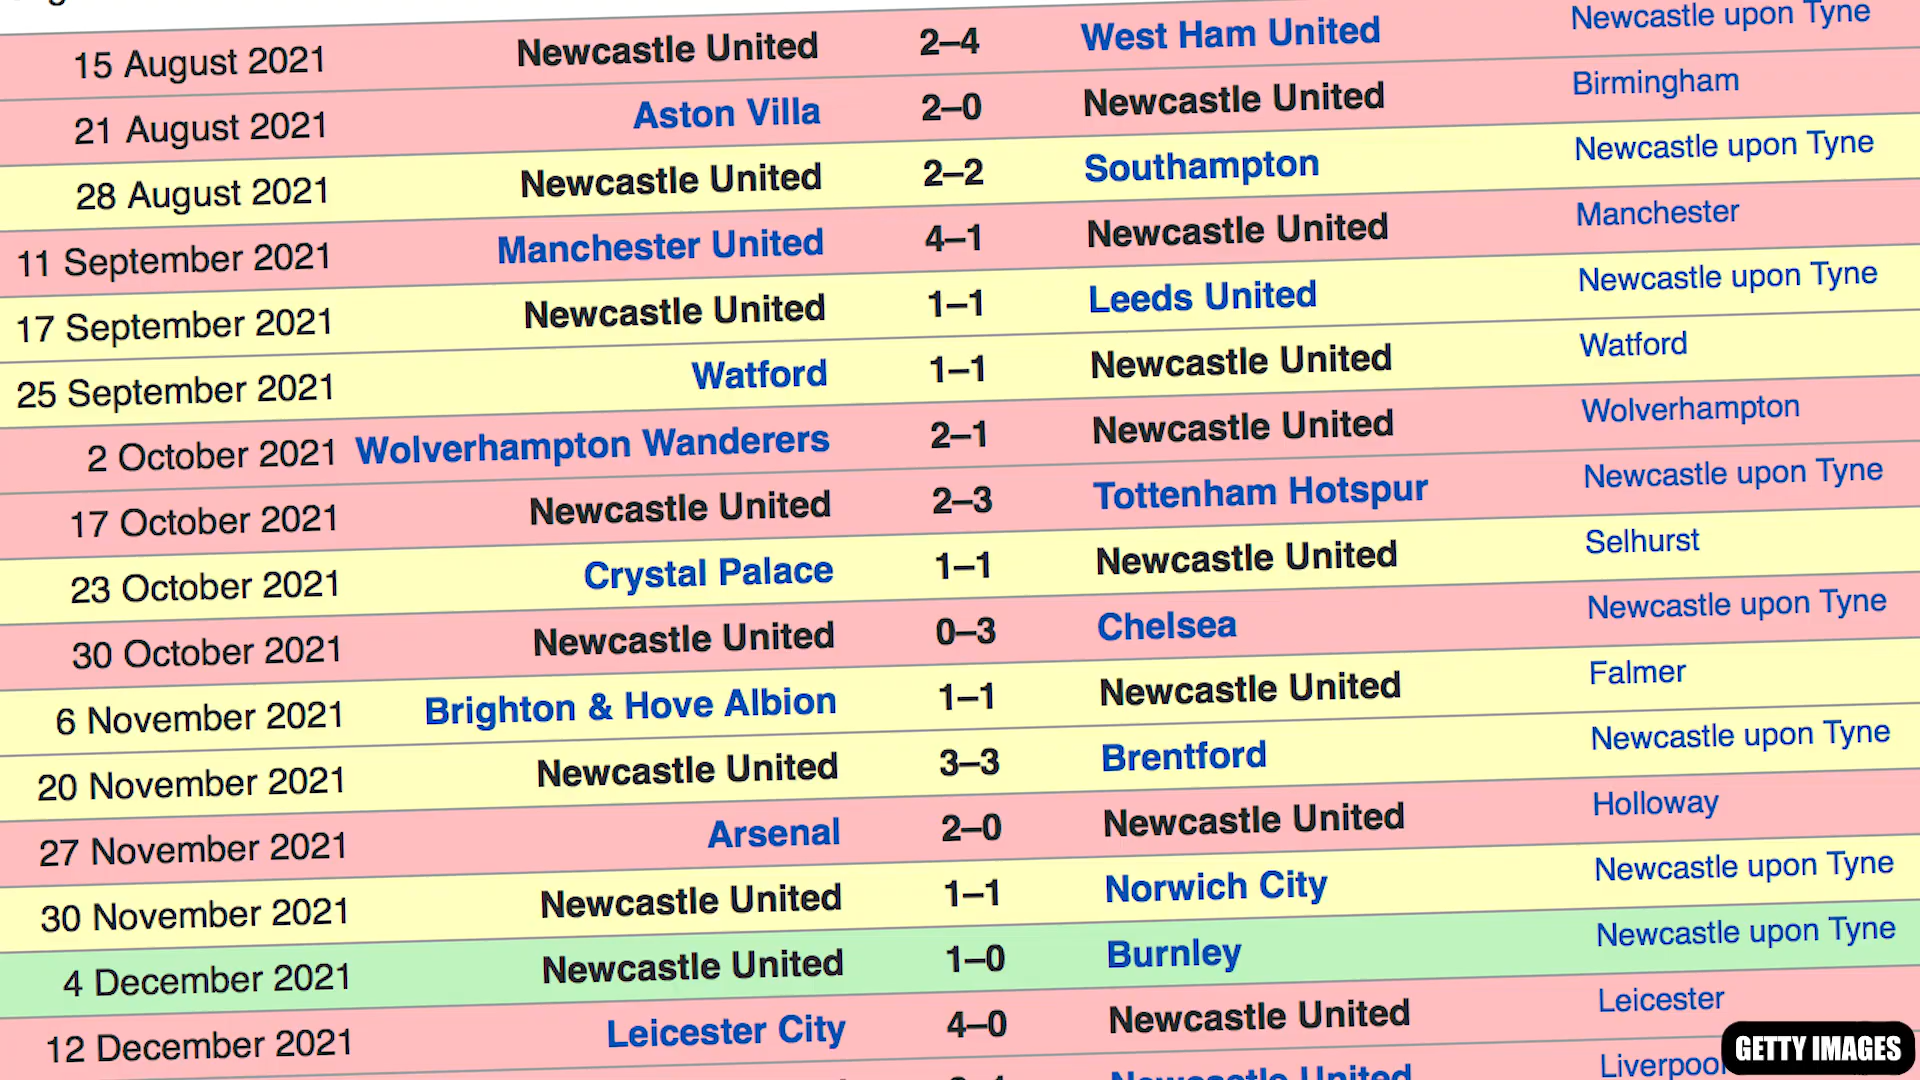 15 August 2021 Newcastle United 2–4 West Ham United Newcastle upon Tyne
21 August 2021 Aston Villa 2–0 Newcastle United Birmingham
28 August 2021 Newcastle United 2–2 Southampton Newcastle upon Tyne
11 September 2021 Manchester United 4–1 Newcastle United Manchester
17 September 2021 Newcastle United 1–1 Leeds United Newcastle upon Tyne
25 September 2021 Watford 1–1 Newcastle United Watford
2 October 2021 Wolverhampton Wanderers 2–1 Newcastle United Wolverhampton
17 October 2021 Newcastle United 2–3 Tottenham Hotspur Newcastle upon Tyne
23 October 2021 Crystal Palace 1–1 Newcastle United Selhurst
30 October 2021 Newcastle United 0–3 Chelsea Newcastle upon Tyne
6 November 2021 Brighton & Hove Albion 1–1 Newcastle United Falmer
20 November 2021 Newcastle United 3–3 Brentford Newcastle upon Tyne
27 November 2021 Arsenal 2–0 Newcastle United Holloway
30 November 2021 Newcastle United 1–1 Norwich City Newcastle upon Tyne
4 December 2021 Newcastle United 1–0 Burnley Newcastle upon Tyne
12 December 2021 Leicester City 4–0 Newcastle United Leicester
Newcastle United Liverpoo
GETTY IMAGES